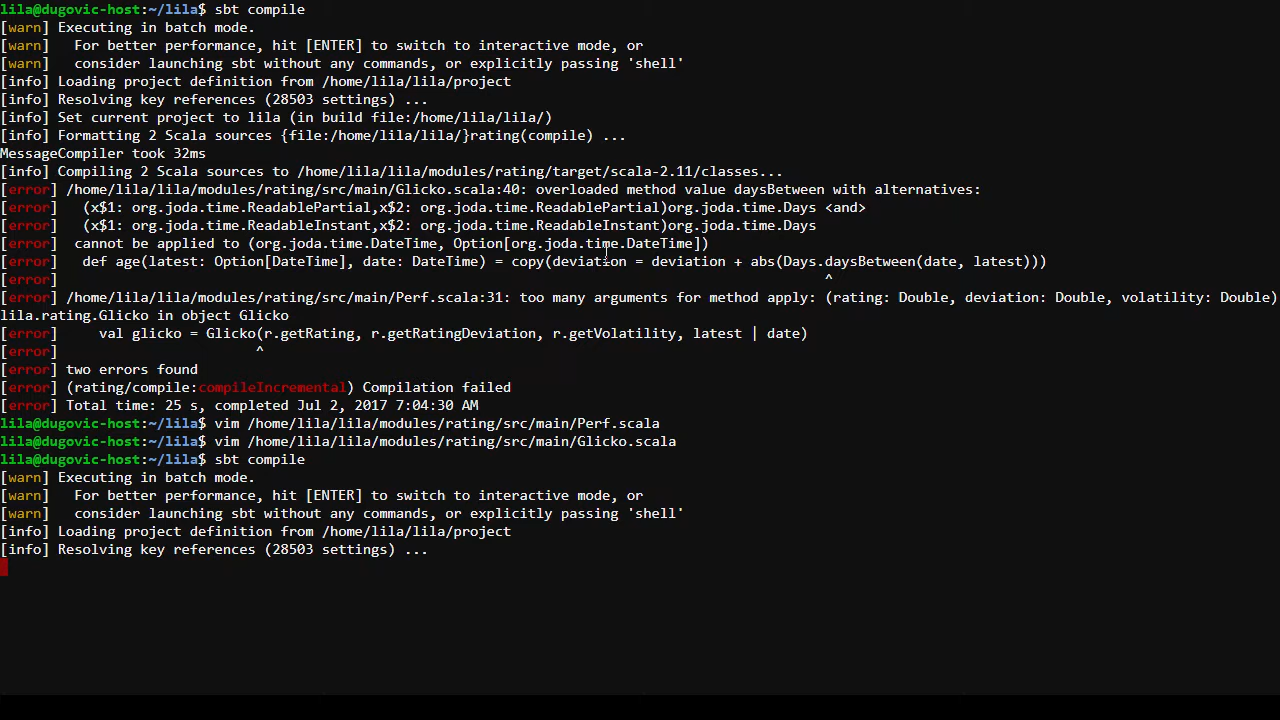 lila@dugovic-host:~/lila$ sbt compile
[warn] Executing in batch mode.
[warn]   For better performance, hit [ENTER] to switch to interactive mode, or
[warn]   consider launching sbt without any commands, or explicitly passing 'shell'
[info] Loading project definition from /home/lila/lila/project
[info] Resolving key references (28503 settings) ...
[info] Set current project to lila (in build file:/home/lila/lila/)
[info] Formatting 2 Scala sources {file:/home/lila/lila/}rating(compile) ...
MessageCompiler took 32ms
[info] Compiling 2 Scala sources to /home/lila/lila/modules/rating/target/scala-2.11/classes...
[error] /home/lila/lila/modules/rating/src/main/Glicko.scala:40: overloaded method value daysBetween with alternatives:
[error]   (x$1: org.joda.time.ReadablePartial,x$2: org.joda.time.ReadablePartial)org.joda.time.Days <and>
[error]   (x$1: org.joda.time.ReadableInstant,x$2: org.joda.time.ReadableInstant)org.joda.time.Days
[error]  cannot be applied to (org.joda.time.DateTime, Option[org.joda.time.DateTime])
[error]   def age(latest: Option[DateTime], date: DateTime) = copy(deviation = deviation + abs(Days.daysBetween(date, latest)))
[error]                                                                                             ^
[error] /home/lila/lila/modules/rating/src/main/Perf.scala:31: too many arguments for method apply: (rating: Double, deviation: Double, volatility: Double)
lila.rating.Glicko in object Glicko
[error]     val glicko = Glicko(r.getRating, r.getRatingDeviation, r.getVolatility, latest | date)
[error]                        ^
[error] two errors found
[error] (rating/compile:compileIncremental) Compilation failed
[error] Total time: 25 s, completed Jul 2, 2017 7:04:30 AM
lila@dugovic-host:~/lila$ vim /home/lila/lila/modules/rating/src/main/Perf.scala
lila@dugovic-host:~/lila$ vim /home/lila/lila/modules/rating/src/main/Glicko.scala
lila@dugovic-host:~/lila$ sbt compile
[warn] Executing in batch mode.
[warn]   For better performance, hit [ENTER] to switch to interactive mode, or
[warn]   consider launching sbt without any commands, or explicitly passing 'shell'
[info] Loading project definition from /home/lila/lila/project
[info] Resolving key references (28503 settings) ...